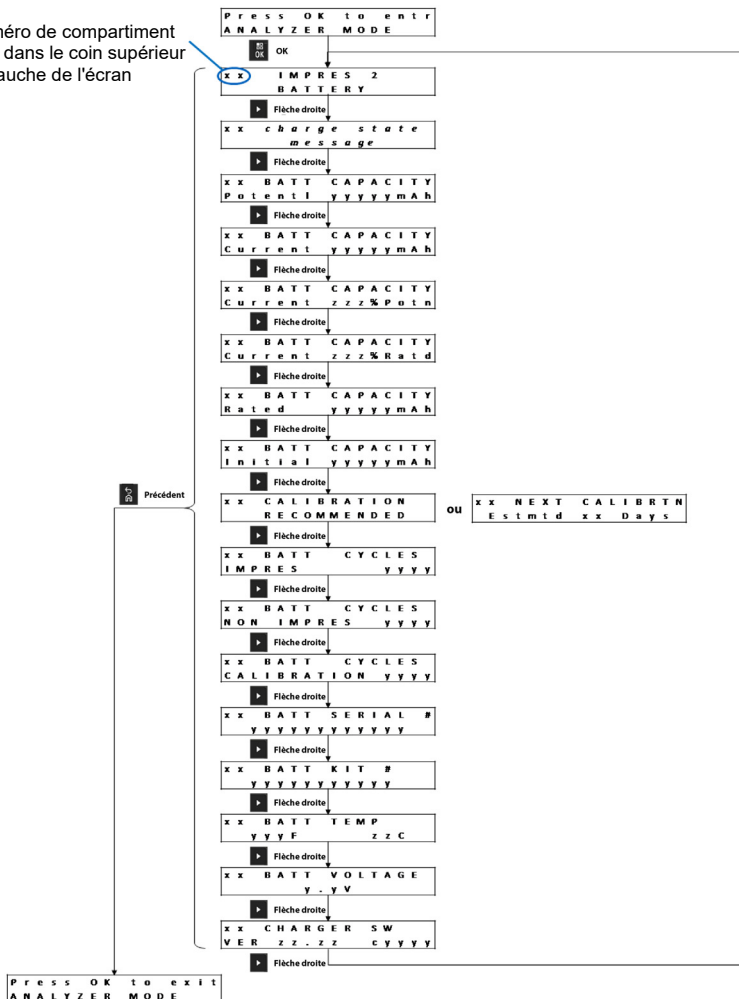 éro de compartiment
dans le coin supérieur
auche de l'écran
Press OK to entr
ANALYZER MODE
OK
OK
xx IMPRES 2
BATTERY
Flèche droite
xx charge state
message
Flèche droite
xx BATT CAPACITY
Potentl yyyyymAh
Flèche droite
xx BATT CAPACITY
Current yyyyymAh
Flèche droite
xx BATT CAPACITY
Current zzz%Potn
Flèche droite
xx BATT CAPACITY
Current zzz%Ratd
Flèche droite
xx BATT CAPACITY
Rated yyyyymAh
Flèche droite
xx BATT CAPACITY
Initial yyyyymAh
Flèche droite
Précédent
xx CALIBRATION
RECOMMENDED
ou
xx NEXT CALIBRTN
Estmtd xx Days
Flèche droite
xx BATT CYCLES
IMPRES yyyy
Flèche droite
xx BATT CYCLES
NON IMPRES yyyy
Flèche droite
xx BATT CYCLES
CALIBRATION yyyy
Flèche droite
xx BATT SERIAL #
yyyyyyyyyyyy
Flèche droite
xx BATT KIT #
yyyyyyyyyyy
Flèche droite
xx BATT TEMP
yyyF zzC
Flèche droite
xx BATT VOLTAGE
y.yV
Flèche droite
xx CHARGER SW
VER zz.zz cyyyy
Flèche droite
Press OK to exit
ANALYZER MODE